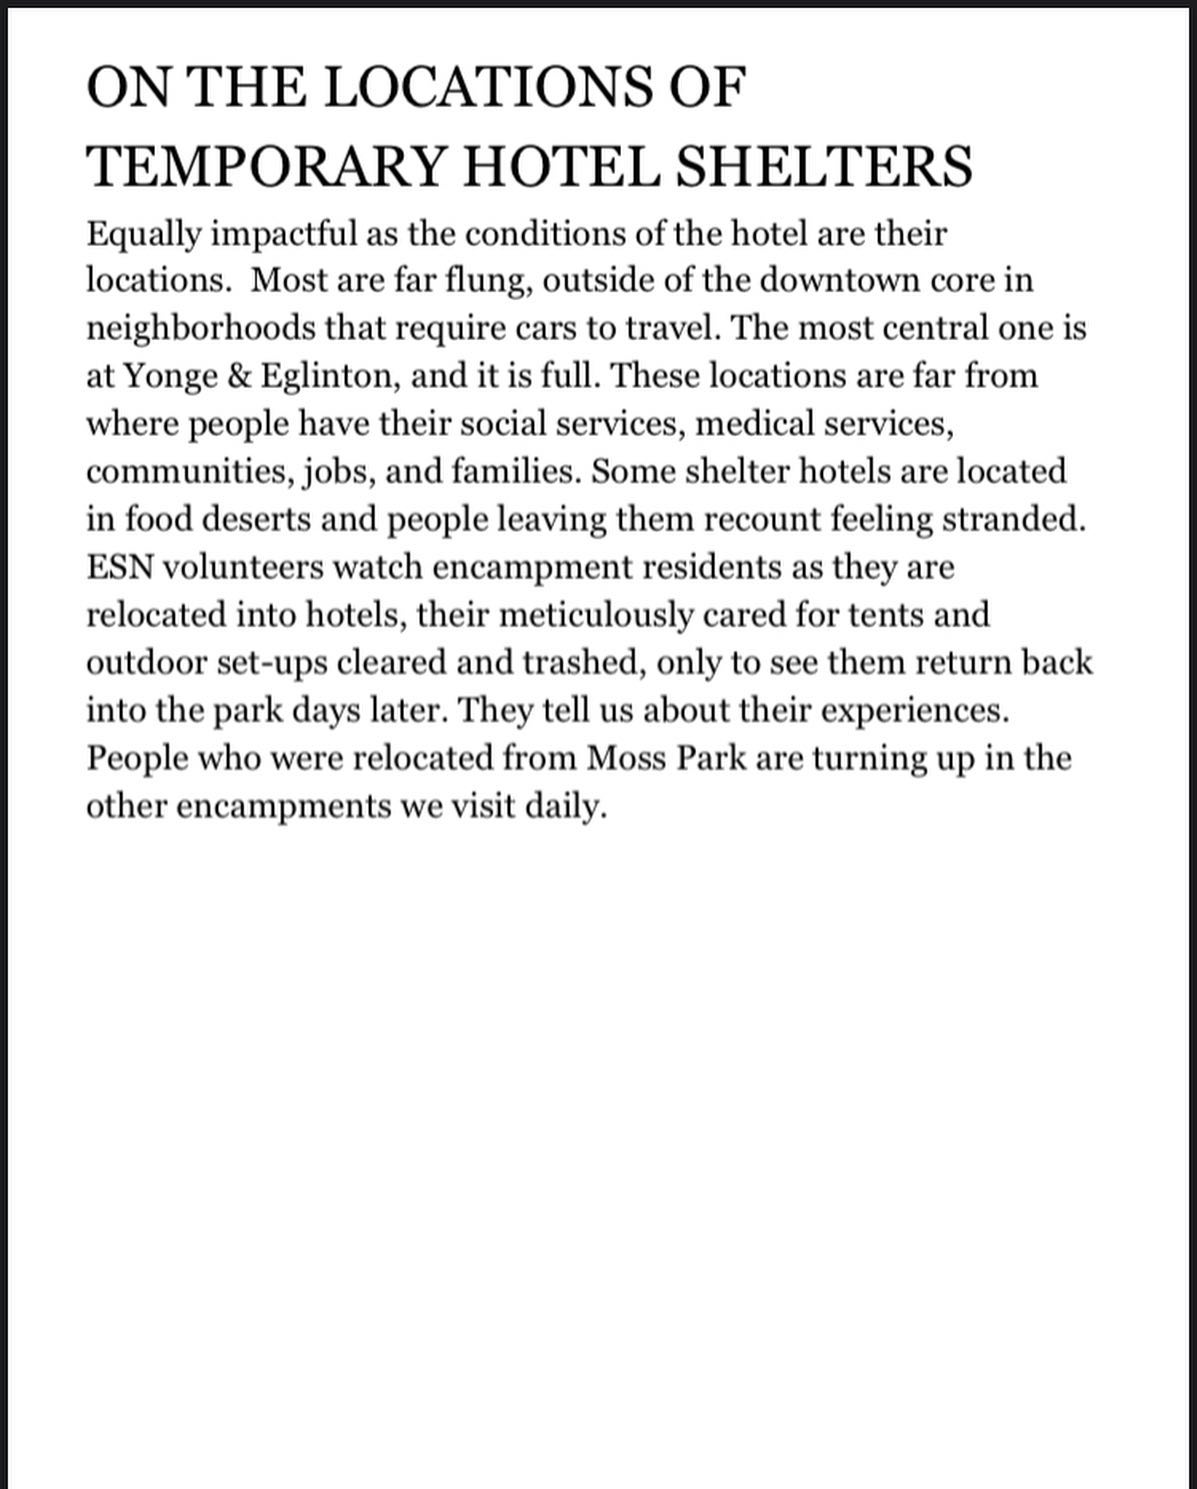 ON THE LOCATIONS OF
TEMPORARY HOTEL SHELTERS
Equally impactful as the conditions of the hotel are their
locations.  Most are far flung, outside of the downtown core in
neighborhoods that require cars to travel. The most central one is
at Yonge & Eglinton, and it is full. These locations are far from
where people have their social services, medical services,
communities, jobs, and families. Some shelter hotels are located
in food deserts and people leaving them recount feeling stranded.
ESN volunteers watch encampment residents as they are
relocated into hotels, their meticulously cared for tents and
outdoor set-ups cleared and trashed, only to see them return back
into the park days later. They tell us about their experiences.
People who were relocated from Moss Park are turning up in the
other encampments we visit daily.